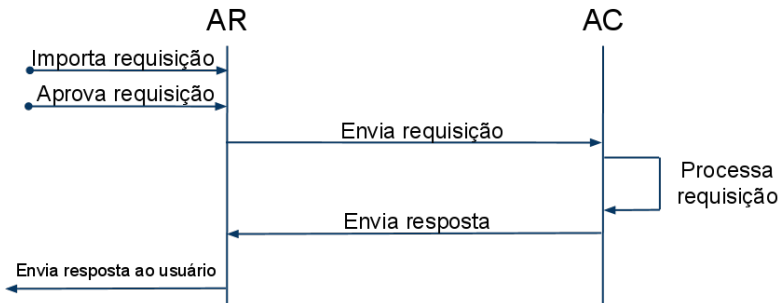 AR
AC
Importa requisição
Aprova requisição
Envia requisição
Processa
requisição
Envia resposta
Envia resposta ao usuário